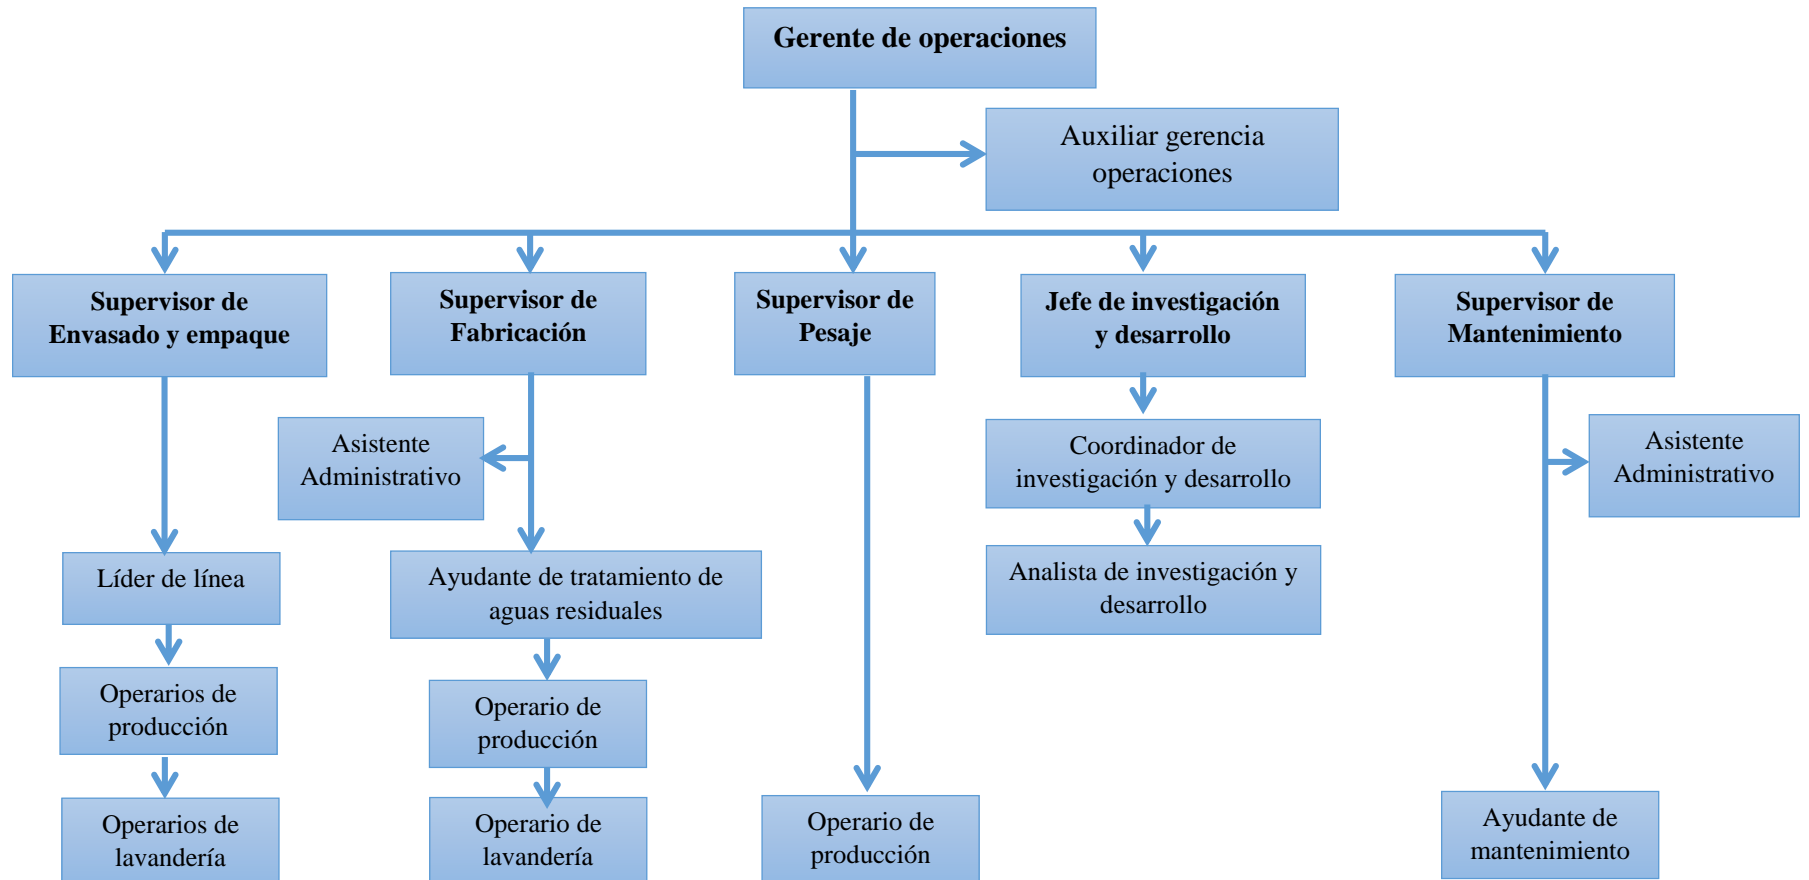 Gerente de operaciones
Auxiliar gerencia
operaciones
Supervisor de
Envasado y empaque
Supervisor de
Fabricación
Supervisor de
Pesaje
Jefe de investigación
y desarrollo
Supervisor de
Mantenimiento
Asistente
Administrativo
Coordinador de
investigación y desarrollo
Asistente
Administrativo
Líder de línea
Ayudante de tratamiento de
aguas residuales
Analista de investigación y
desarrollo
Operarios de
producción
Operario de
producción
Operarios de
lavandería
Operario de
lavandería
Operario de
producción
Ayudante de
mantenimiento